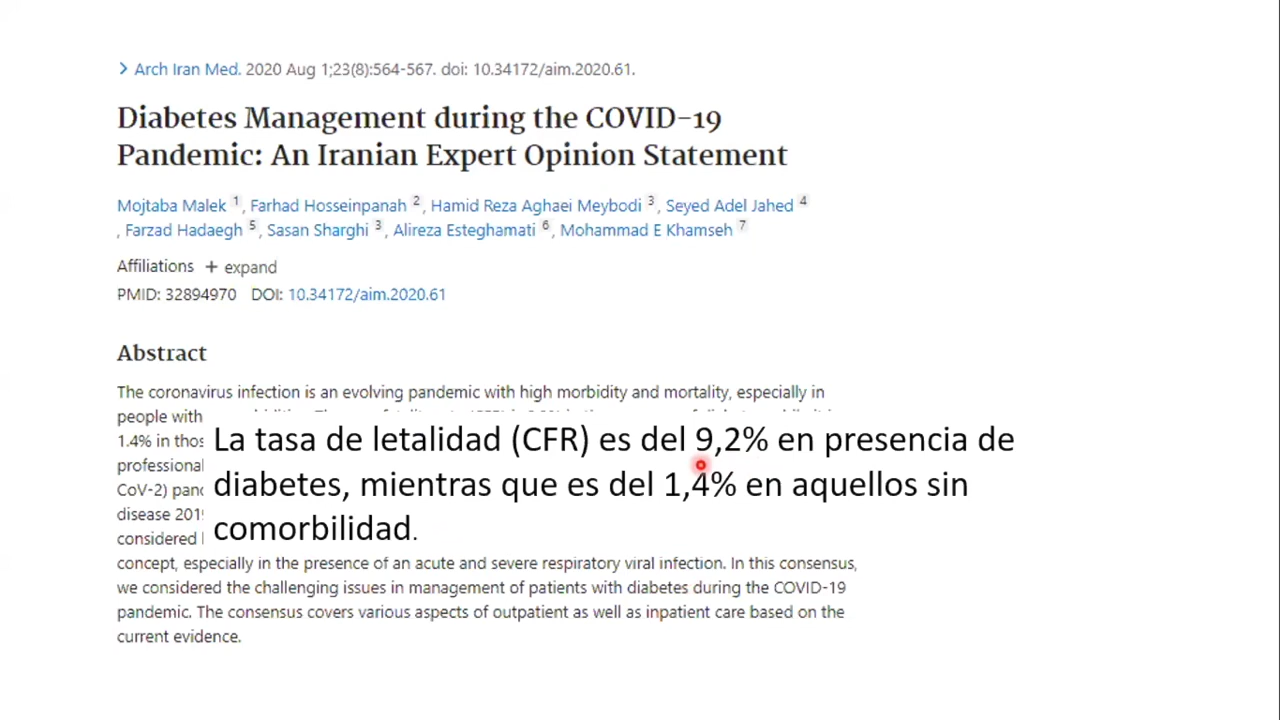 > Arch Iran Med. 2020 Aug 1;23(8):564-567. doi: 10.34172/aim.2020.61.
Diabetes Management during the COVID-19
Pandemic: An Iranian Expert Opinion Statement
Mojtaba Malek 1, Farhad Hosseinpanah 2, Hamid Reza Aghaei Meybodi 3, Seyed Adel Jahed 4
, Farzad Hadaegh 5, Sasan Sharghi 3, Alireza Esteghamati 6, Mohammad E Khamseh 7
Affiliations + expand
PMID: 32894970 DOI: 10.34172/aim.2020.61
Abstract
The coronavirus infection is an evolving pandemic with high morbidity and mortality, especially in
people with
1.4% in thos
professional
CoV-2) pand
disease 201
considered
La tasa de letalidad (CFR) es del 9,2% en presencia de
diabetes, mientras que es del 1,4% en aquellos sin
comorbilidad.
concept, especially in the presence of an acute and severe respiratory viral infection. In this consensus,
we considered the challenging issues in management of patients with diabetes during the COVID-19
pandemic. The consensus covers various aspects of outpatient as well as inpatient care based on the
current evidence.